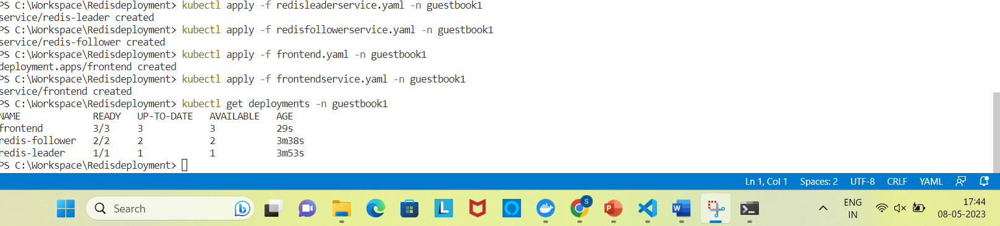 PS C:\Workspace\Redisdeployment> kubectl apply -f redisleaderservice.yaml -n guestbook1
service/redis-leader created
PS C:\Workspace\Redisdeployment> kubectl apply -f redisfollowerservice.yaml -n guestbook1
service/redis-follower created
PS C:\Workspace\Redisdeployment> kubectl apply -f frontend.yaml -n guestbook1
deployment.apps/frontend created
PS C:\Workspace\Redisdeployment> kubectl apply -f frontendservice.yaml -n guestbook1
service/frontend created
PS C:\Workspace\Redisdeployment> kubectl get deployments -n guestbook1
NAME READY UP-TO-DATE AVAILABLE AGE
frontend 3/3 3 3 29s
redis-follower 2/2 2 2 3m38s
redis-leader 1/1 1 1 3m53s
PS C:\Workspace\Redisdeployment>
Ln 1, Col 1 Spaces: 2 UTF-8 CRLF YAML
Search L S P W ENG 17:44
IN 08-05-2023